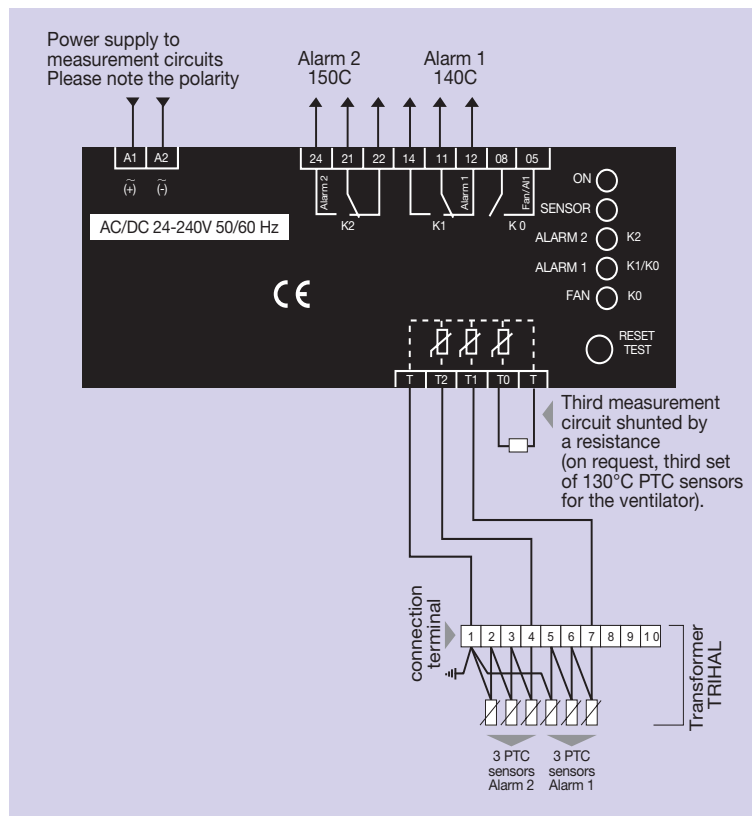 Power supply to
measurement circuits
Please note the polarity
Alarm 2
150C
Alarm 1
140C
A1 A2
24 21 22 14 11 12 08 05
~ ~
(+) (-)
Alarm 2
K2
K1
Alarm 1
K 0
Fan/Al1
AC/DC 24-240V 50/60 Hz
ON
SENSOR
ALARM 2 K2
ALARM 1 K1/K0
FAN K0
CE
RESET
TEST
T T2 T1 T0 T
Third measurement
circuit shunted by
a resistance
(on request, third set
of 130°C PTC sensors
for the ventilator).
connection
terminal
1 2 3 4 5 6 7 8 9 1 0
Transformer
TRIHAL
3 PTC
sensors
Alarm 2
3 PTC
sensors
Alarm 1